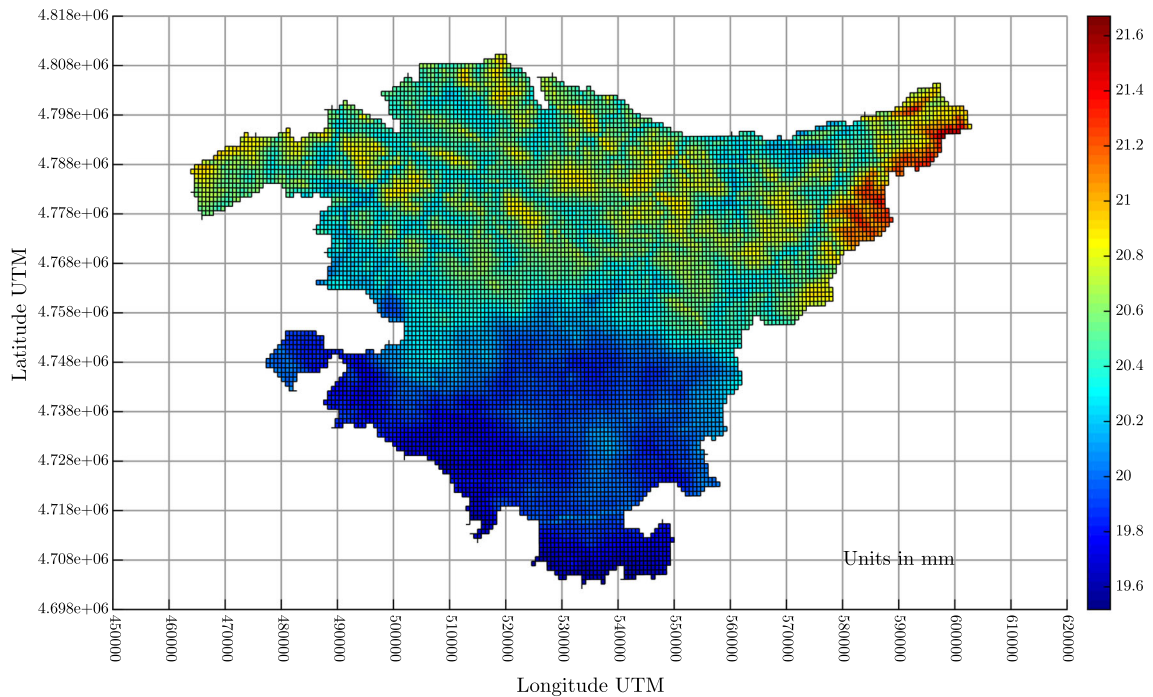 4.818e+06
4.808e+06
4.798e+06
4.788e+06
4.778e+06
4.768e+06
4.758e+06
4.748e+06
4.738e+06
4.728e+06
4.718e+06
4.708e+06
4.698e+06
Latitude UTM
450000
460000
470000
480000
490000
500000
510000
520000
530000
540000
550000
560000
570000
580000
590000
600000
610000
620000
Longitude UTM
Units in mm
21.6
21.4
21.2
21
20.8
20.6
20.4
20.2
20
19.8
19.6